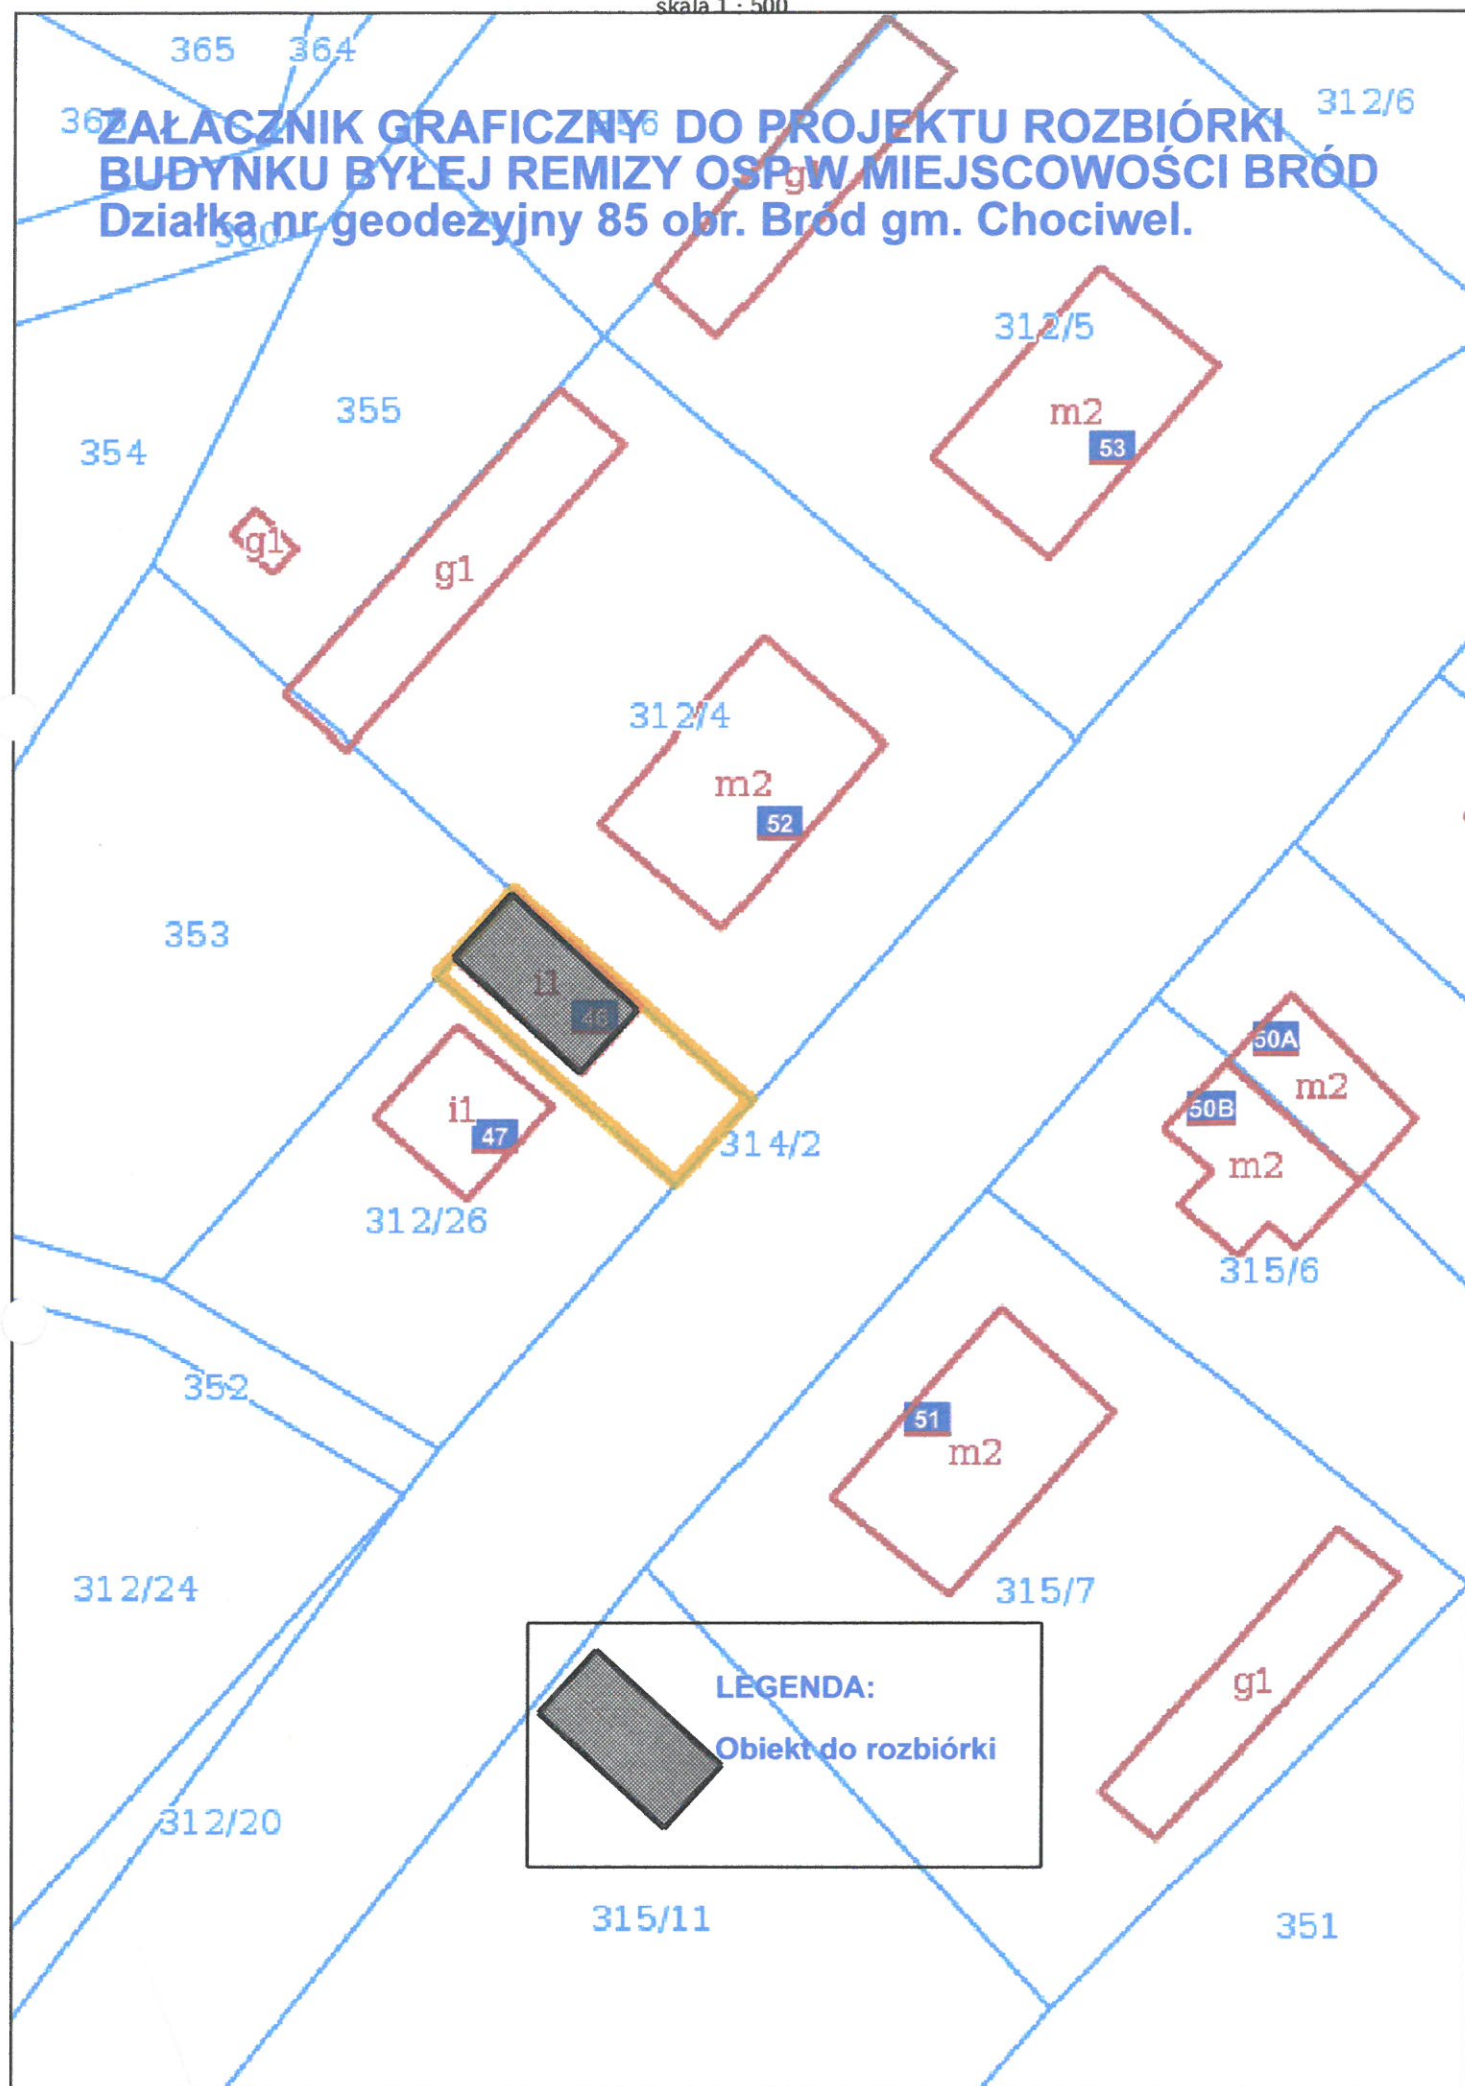 skala 1 : 500
365 364
312/6
ZAŁACZNIK GRAFICZNY DO PROJEKTU ROZBIÓRKI
BUDYNKU BYŁEJ REMIZY OSP W MIEJSCOWOŚCI BRÓD
Działka nr geodezyjny 85 obr. Bród gm. Chociwel.
g1
360
312/5
355
m2
53
354
g1
g1
312/4
m2
52
353
i1
46
50A
m2
i1
47
50B
314/2
m2
312/26
315/6
352
51
m2
312/24
315/7
LEGENDA:
g1
Obiekt do rozbiórki
312/20
315/11
351